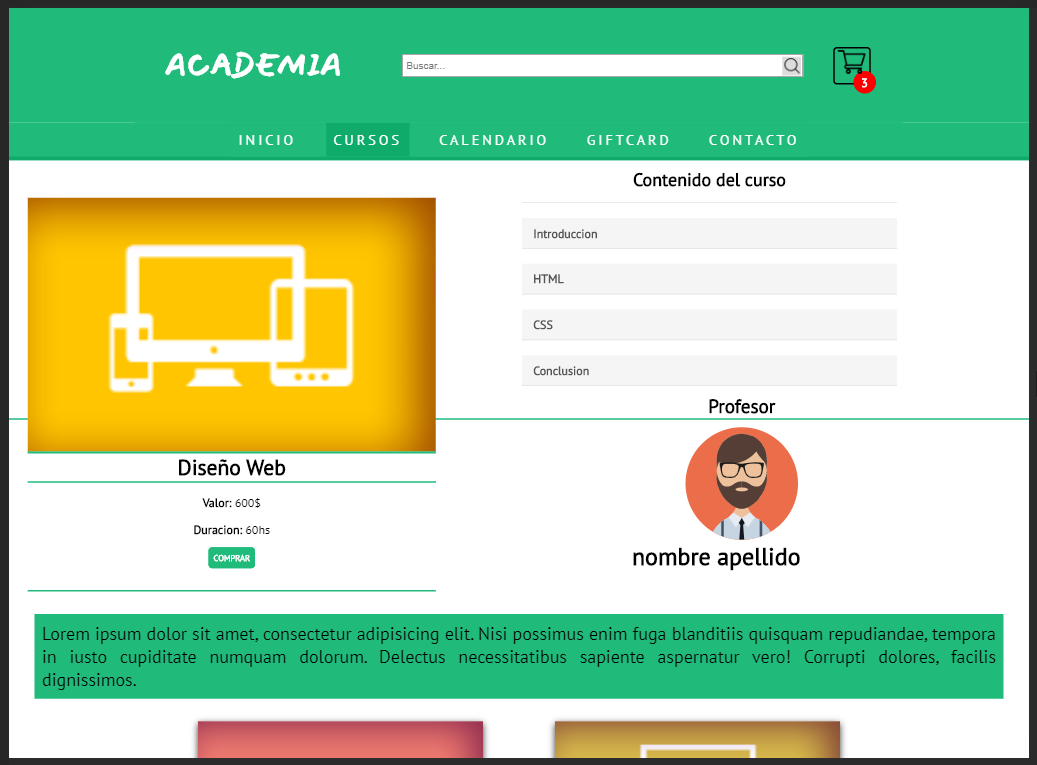 ACADEMIA
Buscar...
3
INICIO CURSOS CALENDARIO GIFTCARD CONTACTO
Contenido del curso
Introduccion
HTML
CSS
Conclusion
Profesor
nombre apellido
Diseño Web
Valor: 600$
Duracion: 60hs
COMPRAR
Lorem ipsum dolor sit amet, consectetur adipisicing elit. Nisi possimus enim fuga blanditiis quisquam repudiandae, tempora
in iusto cupiditate numquam dolorum. Delectus necessitatibus sapiente aspernatur vero! Corrupti dolores, facilis
dignissimos.